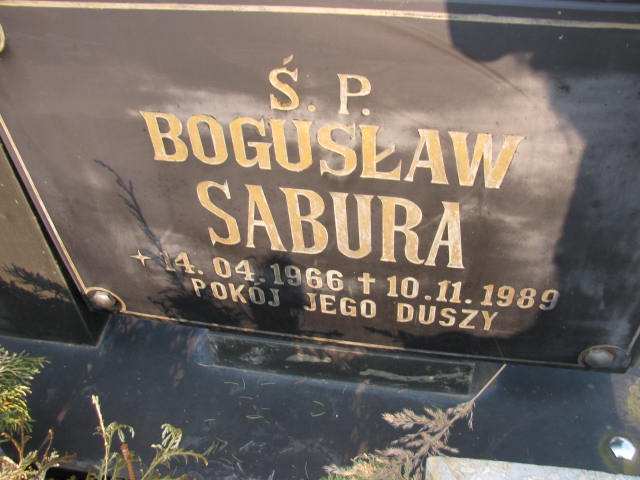 Ś. P.
BOGUSŁAW
SABURA
14.04.1966 + 10.11.1989
POKÓJ JEGO DUSZY